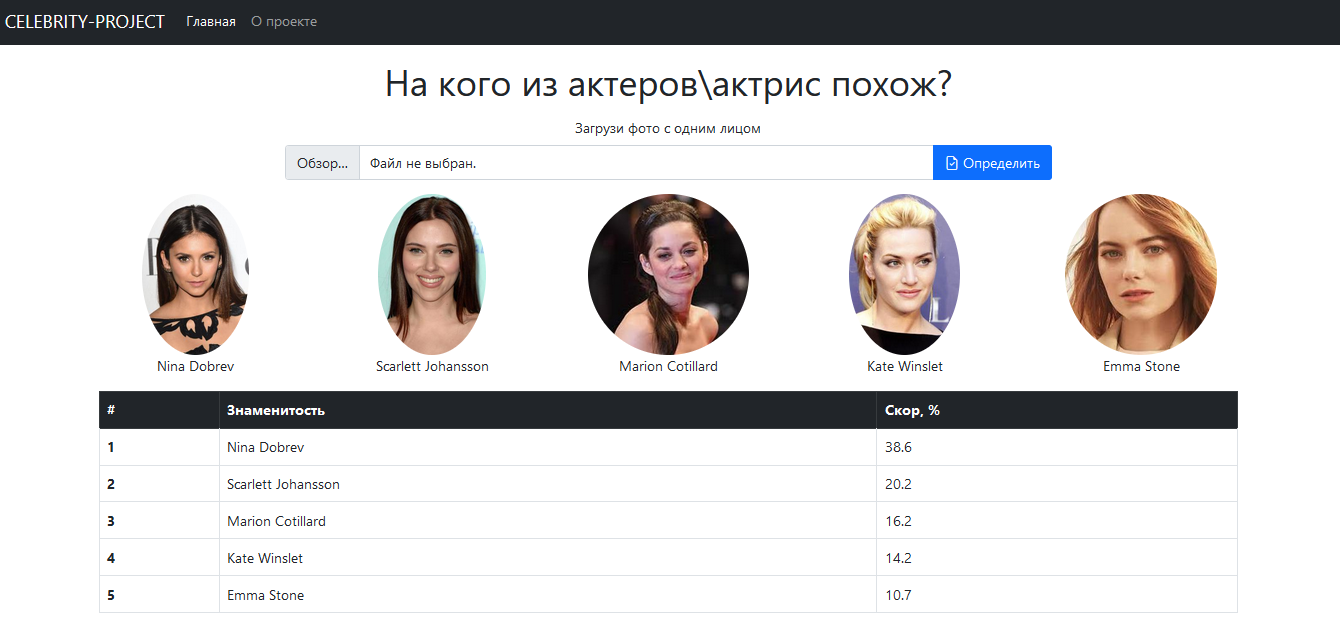 CELEBRITY-PROJECT Главная О проекте
На кого из актеров\актрис похож?
Загрузи фото с одним лицом
Обзор... Файл не выбран. Определить
Nina Dobrev Scarlett Johansson Marion Cotillard Kate Winslet Emma Stone
# Знаменитость Скор, %
1 Nina Dobrev 38.6
2 Scarlett Johansson 20.2
3 Marion Cotillard 16.2
4 Kate Winslet 14.2
5 Emma Stone 10.7